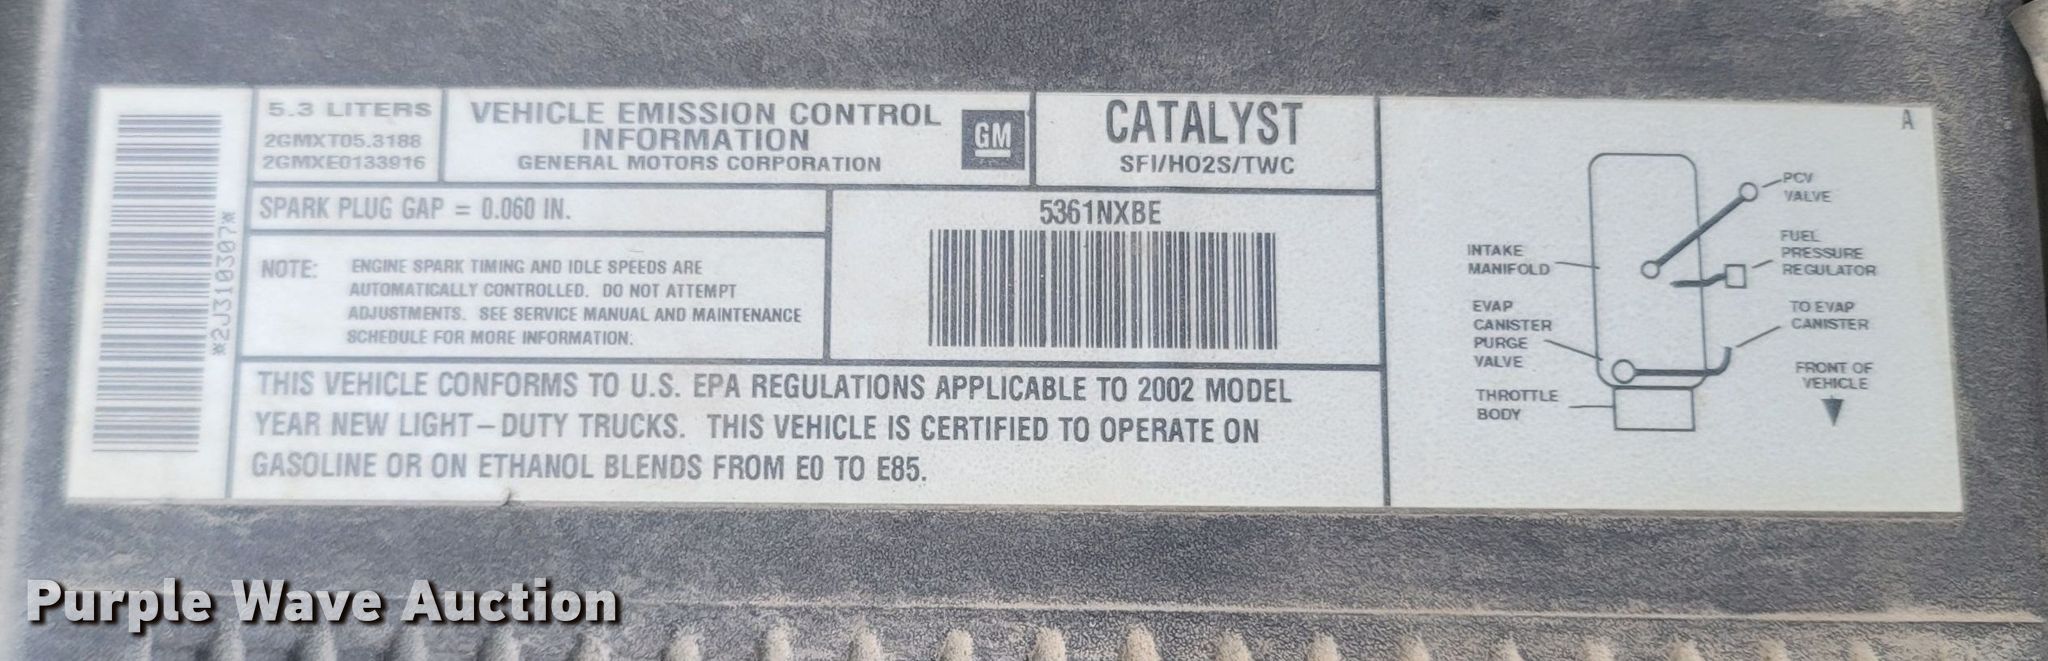 *2J310307*
5.3 LITERS
2GMXT05.3188
2GMXE0133916
VEHICLE EMISSION CONTROL
INFORMATION
GENERAL MOTORS CORPORATION
GM
CATALYST
SFI/HO2S/TWC
SPARK PLUG GAP = 0.060 IN.
NOTE: ENGINE SPARK TIMING AND IDLE SPEEDS ARE
AUTOMATICALLY CONTROLLED. DO NOT ATTEMPT
ADJUSTMENTS. SEE SERVICE MANUAL AND MAINTENANCE
SCHEDULE FOR MORE INFORMATION.
5361NXBE
THIS VEHICLE CONFORMS TO U.S. EPA REGULATIONS APPLICABLE TO 2002 MODEL
YEAR NEW LIGHT-DUTY TRUCKS. THIS VEHICLE IS CERTIFIED TO OPERATE ON
GASOLINE OR ON ETHANOL BLENDS FROM E0 TO E85.
A
PCV
VALVE
FUEL
PRESSURE
REGULATOR
INTAKE
MANIFOLD
EVAP
CANISTER
PURGE
VALVE
TO EVAP
CANISTER
THROTTLE
BODY
FRONT OF
VEHICLE
Purple Wave Auction